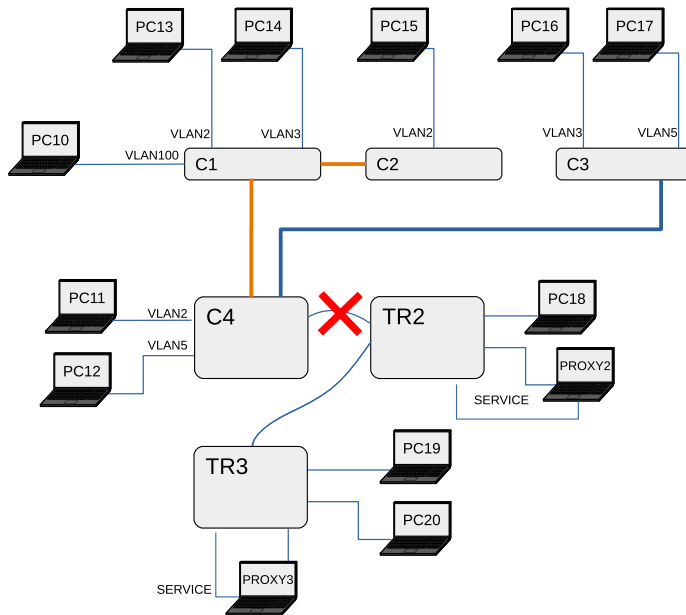 PC13
PC14
PC15
PC16
PC17
VLAN2
VLAN3
VLAN2
VLAN3
VLAN5
PC10
VLAN100
C1
C2
C3
PC11
VLAN2
C4
TR2
PC18
VLAN5
PC12
PROXY2
SERVICE
TR3
PC19
PC20
PROXY3
SERVICE